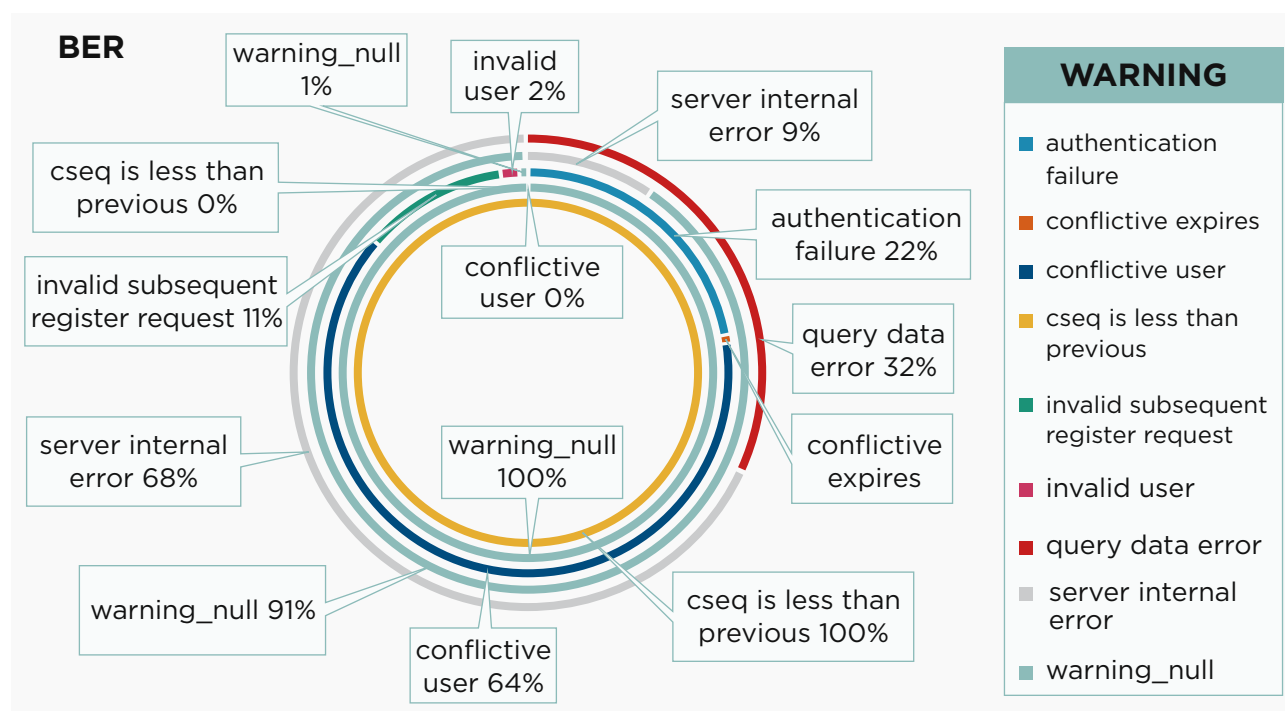 BER
warning_null
1%
invalid
user 2%
server internal
error 9%
cseq is less than
previous 0%
authentication
failure 22%
conflictive
user 0%
invalid subsequent
register request 11%
query data
error 32%
server internal
error 68%
warning_null
100%
conflictive
expires
warning_null 91%
cseq is less than
previous 100%
conflictive
user 64%
WARNING
authentication
failure
conflictive expires
conflictive user
cseq is less than
previous
invalid subsequent
register request
invalid user
query data error
server internal
error
warning_null